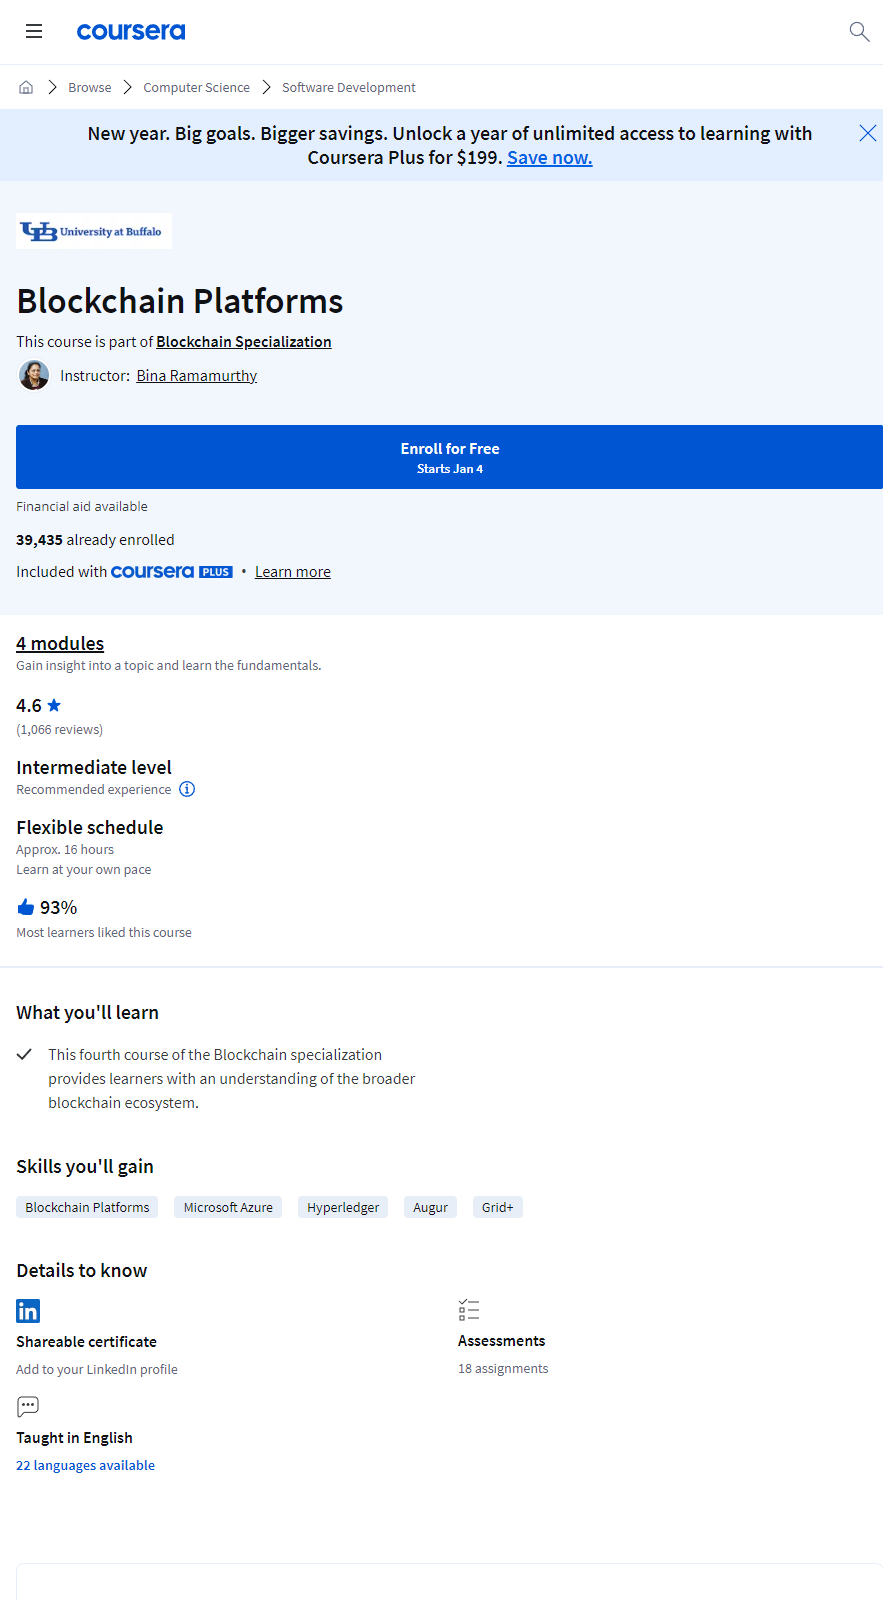 coursera
Browse
Computer Science
Software Development
New year. Big goals. Bigger savings. Unlock a year of unlimited access to learning with
Coursera Plus for $199. Save now.
UB University at Buffalo
Blockchain Platforms
This course is part of Blockchain Specialization
Instructor: Bina Ramamurthy
Enroll for Free
Starts Jan 4
Financial aid available
39,435 already enrolled
Included with coursera PLUS • Learn more
4 modules
Gain insight into a topic and learn the fundamentals.
4.6
(1,066 reviews)
Intermediate level
Recommended experience
Flexible schedule
Approx. 16 hours
Learn at your own pace
93%
Most learners liked this course
What you'll learn
This fourth course of the Blockchain specialization
provides learners with an understanding of the broader
blockchain ecosystem.
Skills you'll gain
Blockchain Platforms
Microsoft Azure
Hyperledger
Augur
Grid+
Details to know
in
Shareable certificate
Add to your LinkedIn profile
Assessments
18 assignments
Taught in English
22 languages available